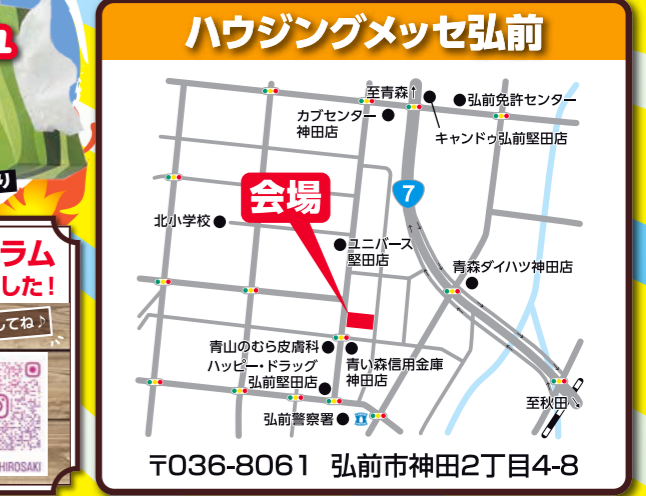 ハウジングメッセ弘前
至青森↑
弘前免許センター
カブセンター
神田店
キャンドゥ弘前堅田店
7
会場
北小学校
ユニバース
堅田店
青森ダイハツ神田店
青山のむら皮膚科
ハッピー・ドラッグ
弘前堅田店
青い森信用金庫
神田店
至秋田
弘前警察署
〒036-8061 弘前市神田2丁目4-8
れ
り
ラム
した!
してね♪
HIROSAKI